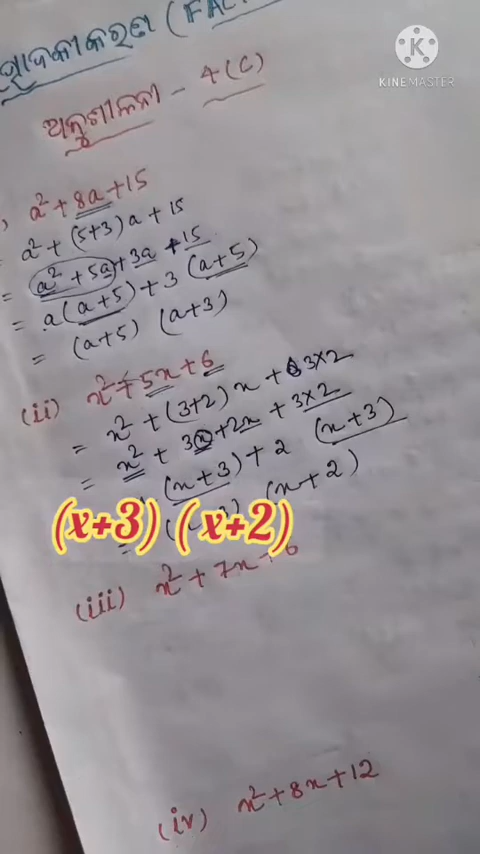 ଉତ୍ପାଦକୀକରଣ (FAC
KINEMASTER
ଅନୁଶୀଳନୀ - 4(C)
a² + 8a + 15
a² + (5+3) a + 15
= a² + 5a + 3a + 15
= a(a+5) + 3 (a+5)
= (a+5) (a+3)
(ii) x² + 5x + 6
= x² + (3+2) x + 3×2
= x² + 3x + 2x + 3×2
(x+3) + 2 (x+3)
(x+2)
(x+3) (x+2)
(iii) x² + 7x + 6
(iv) x² + 8x + 12